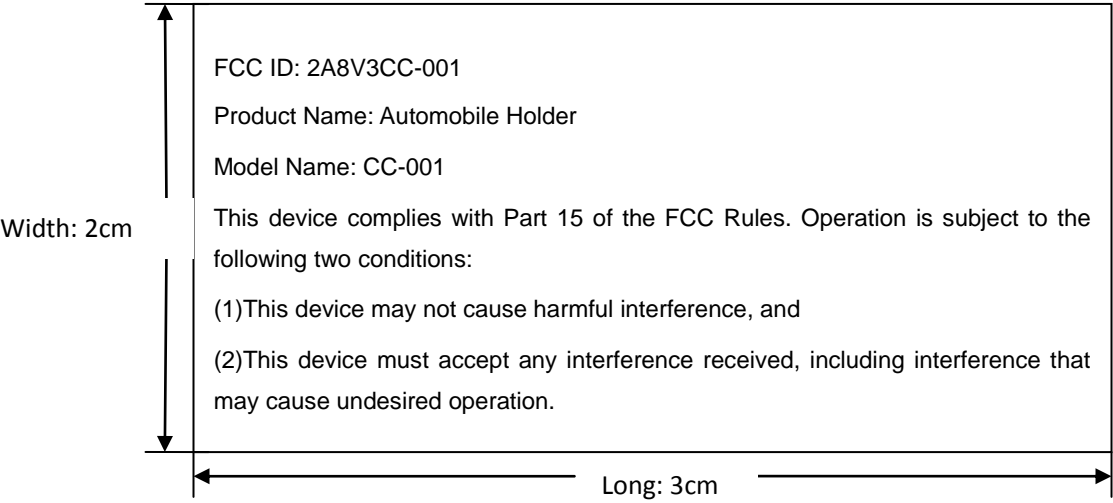 FCC ID: 2A8V3CC-001
Product Name: Automobile Holder
Model Name: CC-001
Width: 2cm
This device complies with Part 15 of the FCC Rules. Operation is subject to the
following two conditions:
(1)This device may not cause harmful interference, and
(2)This device must accept any interference received, including interference that
may cause undesired operation.
Long: 3cm